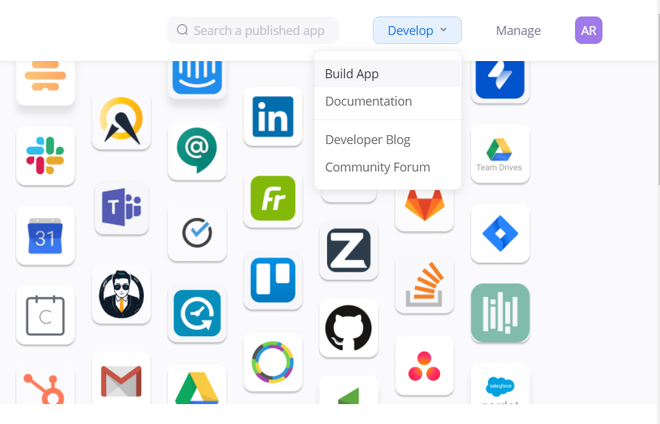 Search a published app
Develop
Manage
AR
Build App
Documentation
Developer Blog
Community Forum
in
@
Team Drives
Fr
T
31
Z
C
salesforce